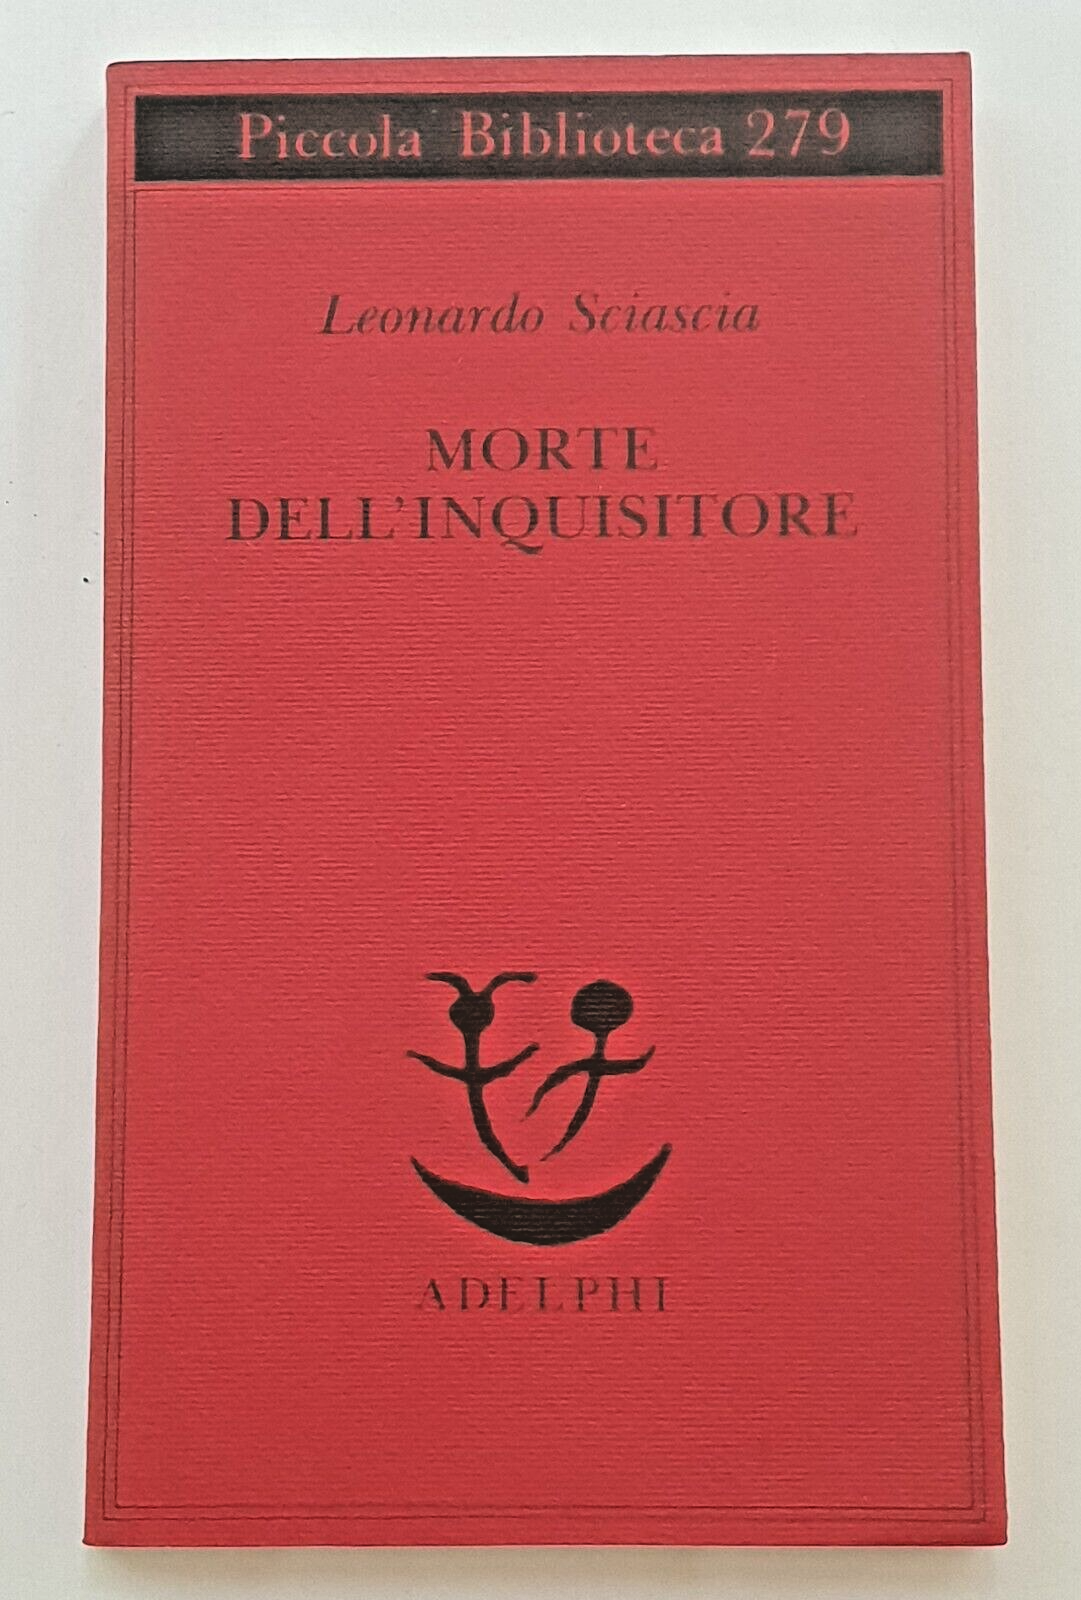 Piccola Biblioteca 279
Leonardo Sciascia
MORTE
DELL'INQUISITORE
ADELPHI